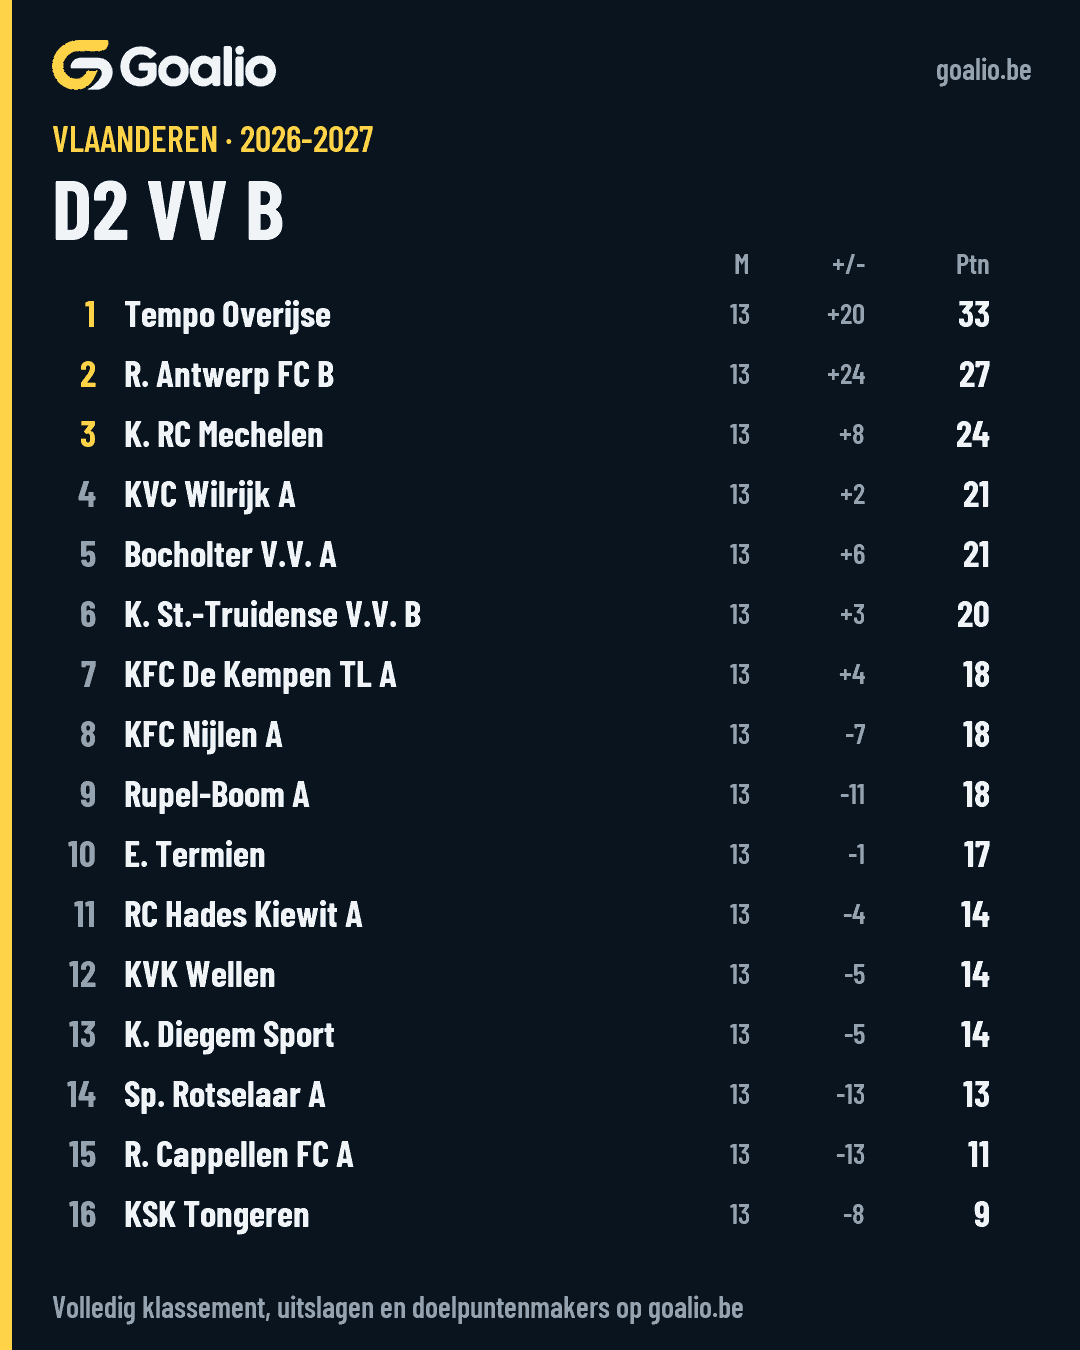 Goalio
goalio.be
VLAANDEREN · 2026-2027
D2 VV B
M +/- Ptn
1 Tempo Overijse 13 +20 33
2 R. Antwerp FC B 13 +24 27
3 K. RC Mechelen 13 +8 24
4 KVC Wilrijk A 13 +2 21
5 Bocholter V.V. A 13 +6 21
6 K. St.-Truidense V.V. B 13 +3 20
7 KFC De Kempen TL A 13 +4 18
8 KFC Nijlen A 13 -7 18
9 Rupel-Boom A 13 -11 18
10 E. Termien 13 -1 17
11 RC Hades Kiewit A 13 -4 14
12 KVK Wellen 13 -5 14
13 K. Diegem Sport 13 -5 14
14 Sp. Rotselaar A 13 -13 13
15 R. Cappellen FC A 13 -13 11
16 KSK Tongeren 13 -8 9
Volledig klassement, uitslagen en doelpuntenmakers op goalio.be